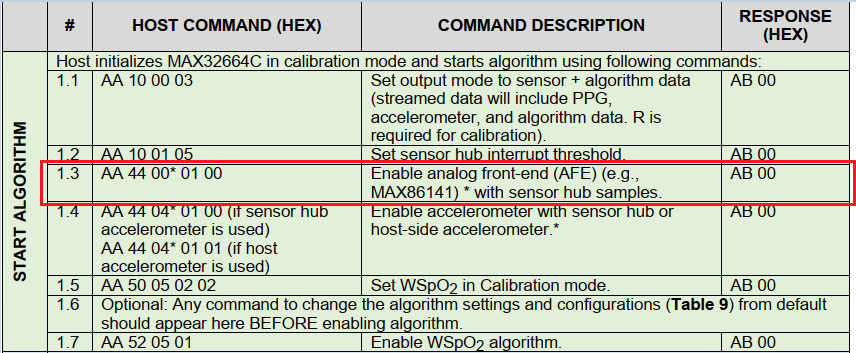 # HOST COMMAND (HEX) COMMAND DESCRIPTION RESPONSE
(HEX)
START ALGORITHM
Host initializes MAX32664C in calibration mode and starts algorithm using following commands:
1.1 AA 10 00 03 Set output mode to sensor + algorithm data AB 00
(streamed data will include PPG,
accelerometer, and algorithm data. R is
required for calibration).
1.2 AA 10 01 05 Set sensor hub interrupt threshold. AB 00
1.3 AA 44 00* 01 00 Enable analog front-end (AFE) (e.g., AB 00
MAX86141) * with sensor hub samples.
1.4 AA 44 04* 01 00 (if sensor hub Enable accelerometer with sensor hub or AB 00
accelerometer is used) host-side accelerometer.*
AA 44 04* 01 01 (if host
accelerometer is used)
1.5 AA 50 05 02 02 Set WSpO2 in Calibration mode. AB 00
1.6 Optional: Any command to change the algorithm settings and configurations (Table 9) from default
should appear here BEFORE enabling algorithm.
1.7 AA 52 05 01 Enable WSpO2 algorithm. AB 00